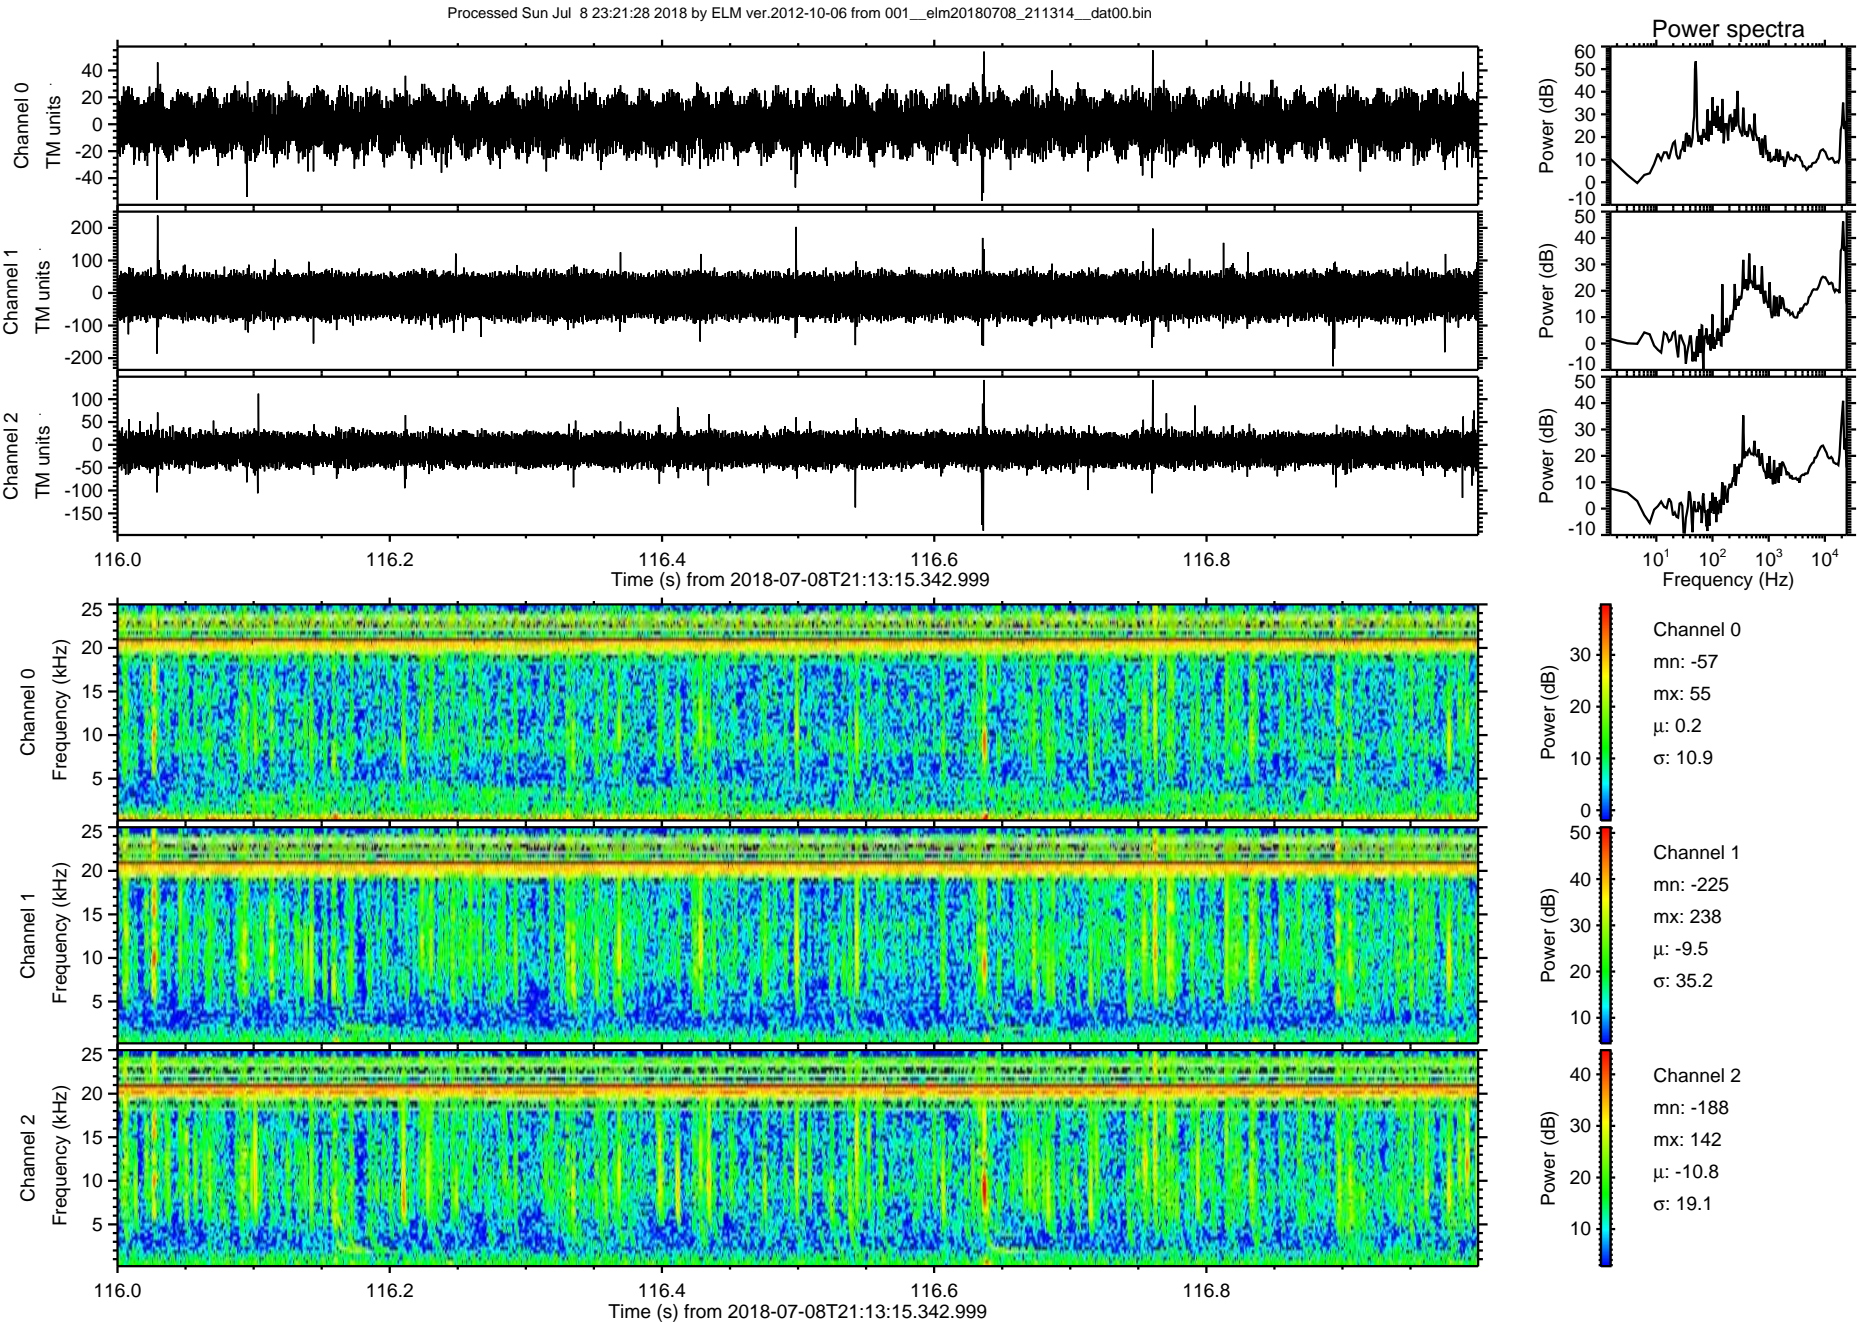 Processed Sun Jul  8 23:21:28 2018 by ELM ver.2012-10-06 from 001__elm20180708_211314__dat00.bin
Power spectra
Channel 0
TM units
40
20
0
-20
-40
Power (dB)
60
50
40
30
20
10
0
-10
Channel 1
TM units
200
100
0
-100
-200
Power (dB)
50
40
30
20
10
0
-10
Channel 2
TM units
100
50
0
-50
-100
-150
Power (dB)
50
40
30
20
10
0
-10
116.0 116.2 116.4 116.6 116.8
Time (s) from 2018-07-08T21:13:15.342.999
10¹ 10² 10³ 10⁴
Frequency (Hz)
Channel 0
Frequency (kHz)
25
20
15
10
5
Power (dB)
30
20
10
0
Channel 0
mn: -57
mx: 55
μ: 0.2
σ: 10.9
Channel 1
Frequency (kHz)
25
20
15
10
5
Power (dB)
50
40
30
20
10
Channel 1
mn: -225
mx: 238
μ: -9.5
σ: 35.2
Channel 2
Frequency (kHz)
25
20
15
10
5
Power (dB)
40
30
20
10
Channel 2
mn: -188
mx: 142
μ: -10.8
σ: 19.1
116.0 116.2 116.4 116.6 116.8
Time (s) from 2018-07-08T21:13:15.342.999